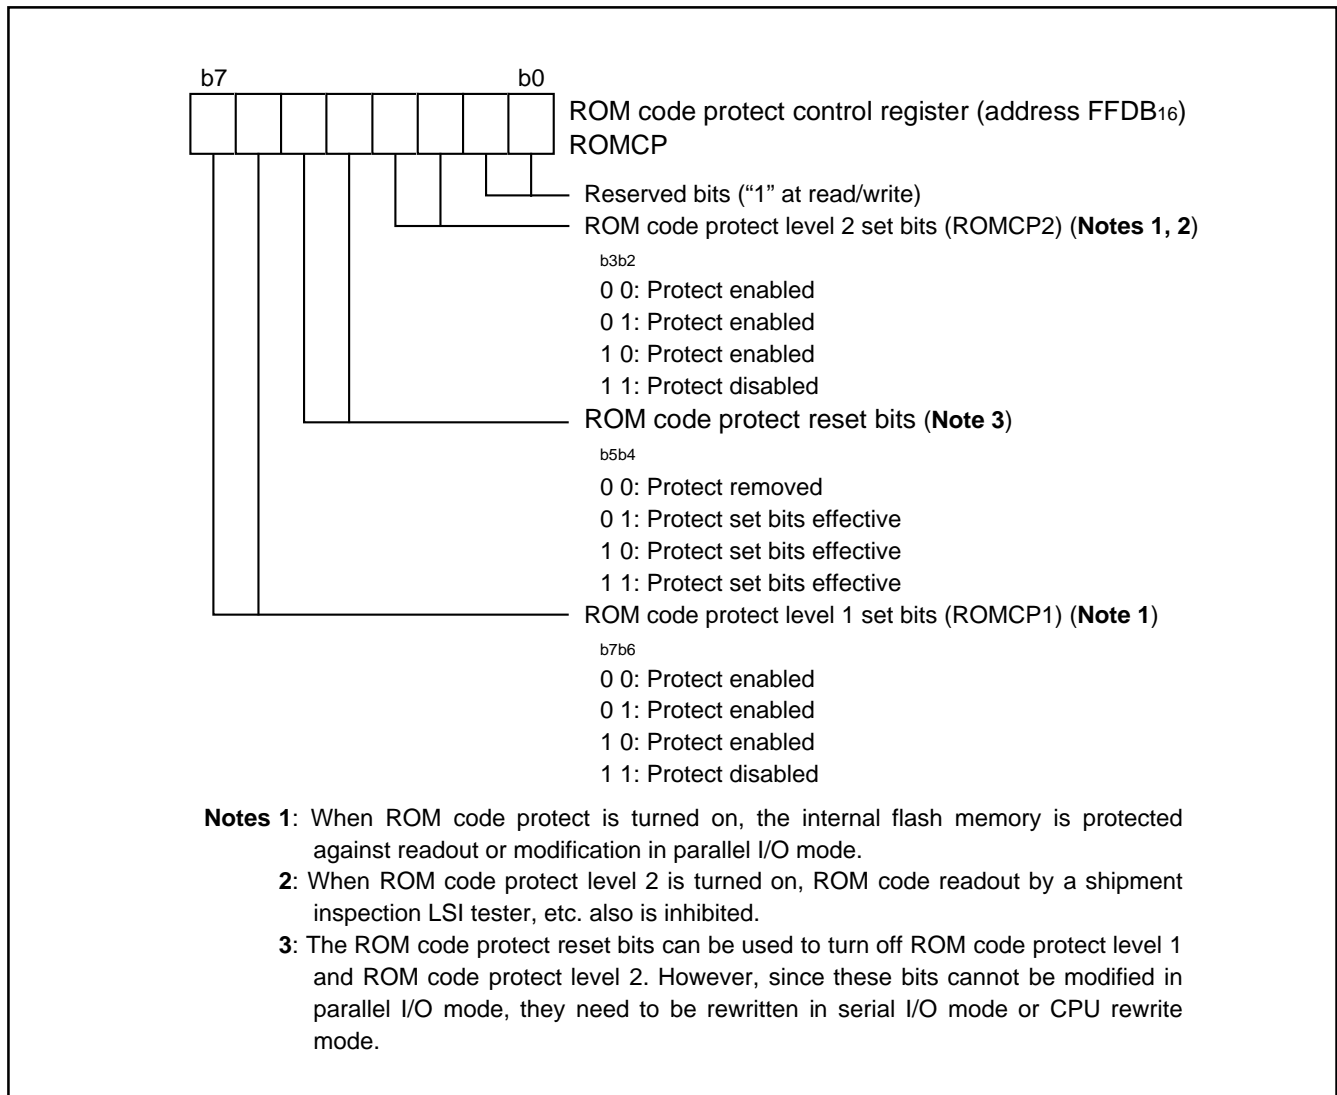 b7 b0
ROM code protect control register (address FFDB16)
ROMCP
Reserved bits (“1” at read/write)
ROM code protect level 2 set bits (ROMCP2) (Notes 1, 2)
b3b2
0 0: Protect enabled
0 1: Protect enabled
1 0: Protect enabled
1 1: Protect disabled
ROM code protect reset bits (Note 3)
b5b4
0 0: Protect removed
0 1: Protect set bits effective
1 0: Protect set bits effective
1 1: Protect set bits effective
ROM code protect level 1 set bits (ROMCP1) (Note 1)
b7b6
0 0: Protect enabled
0 1: Protect enabled
1 0: Protect enabled
1 1: Protect disabled
Notes 1: When ROM code protect is turned on, the internal flash memory is protected
against readout or modification in parallel I/O mode.
2: When ROM code protect level 2 is turned on, ROM code readout by a shipment
inspection LSI tester, etc. also is inhibited.
3: The ROM code protect reset bits can be used to turn off ROM code protect level 1
and ROM code protect level 2. However, since these bits cannot be modified in
parallel I/O mode, they need to be rewritten in serial I/O mode or CPU rewrite
mode.